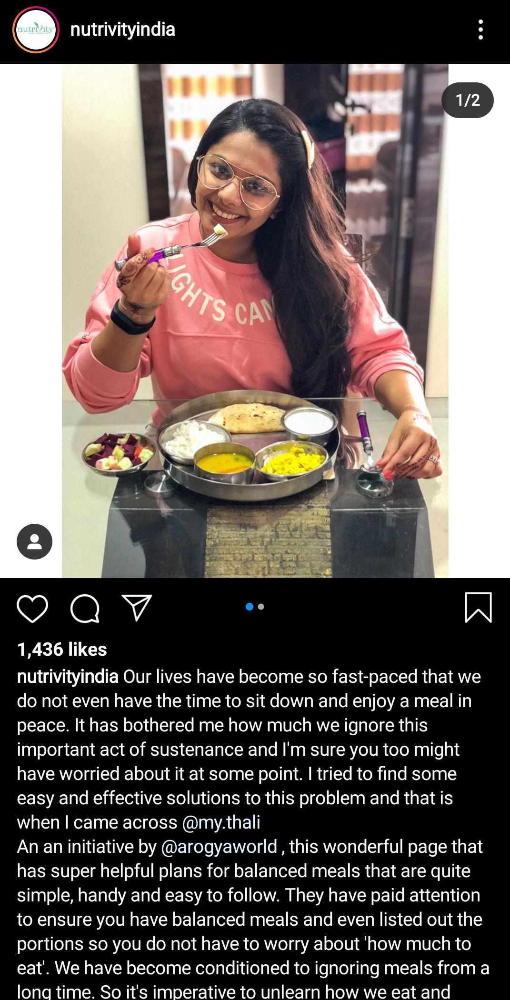 nutrivity
nutrivityindia
1/2
LIGHTS CAM
1,436 likes
nutrivityindia Our lives have become so fast-paced that we
do not even have the time to sit down and enjoy a meal in
peace. It has bothered me how much we ignore this
important act of sustenance and I'm sure you too might
have worried about it at some point. I tried to find some
easy and effective solutions to this problem and that is
when I came across @my.thali
An an initiative by @arogyaworld , this wonderful page that
has super helpful plans for balanced meals that are quite
simple, handy and easy to follow. They have paid attention
to ensure you have balanced meals and even listed out the
portions so you do not have to worry about 'how much to
eat'. We have become conditioned to ignoring meals from a
long time. So it's imperative to unlearn how we eat and